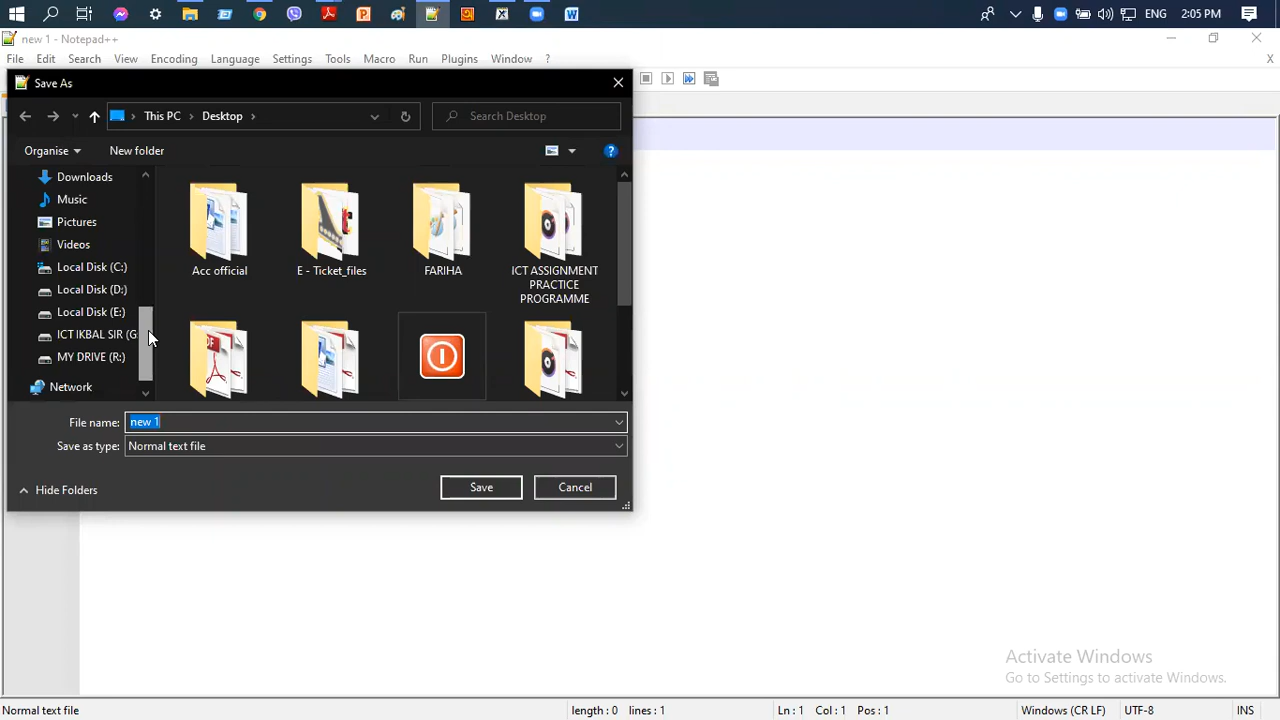 ENG
2:05 PM
new 1 - Notepad++
File Edit Search View Encoding Language Settings Tools Macro Run Plugins Window ?
X
Save As
This PC > Desktop >
Search Desktop
Organise
New folder
Downloads
Music
Pictures
Videos
Local Disk (C:)
Local Disk (D:)
Local Disk (E:)
ICT IKBAL SIR (G
MY DRIVE (R:)
Network
Acc official
E - Ticket_files
FARIHA
ICT ASSIGNMENT
PRACTICE
PROGRAMME
File name: new 1
Save as type: Normal text file
Hide Folders
Save
Cancel
Activate Windows
Go to Settings to activate Windows.
Normal text file
length : 0 lines : 1
Ln : 1 Col : 1 Pos : 1
Windows (CR LF)
UTF-8
INS